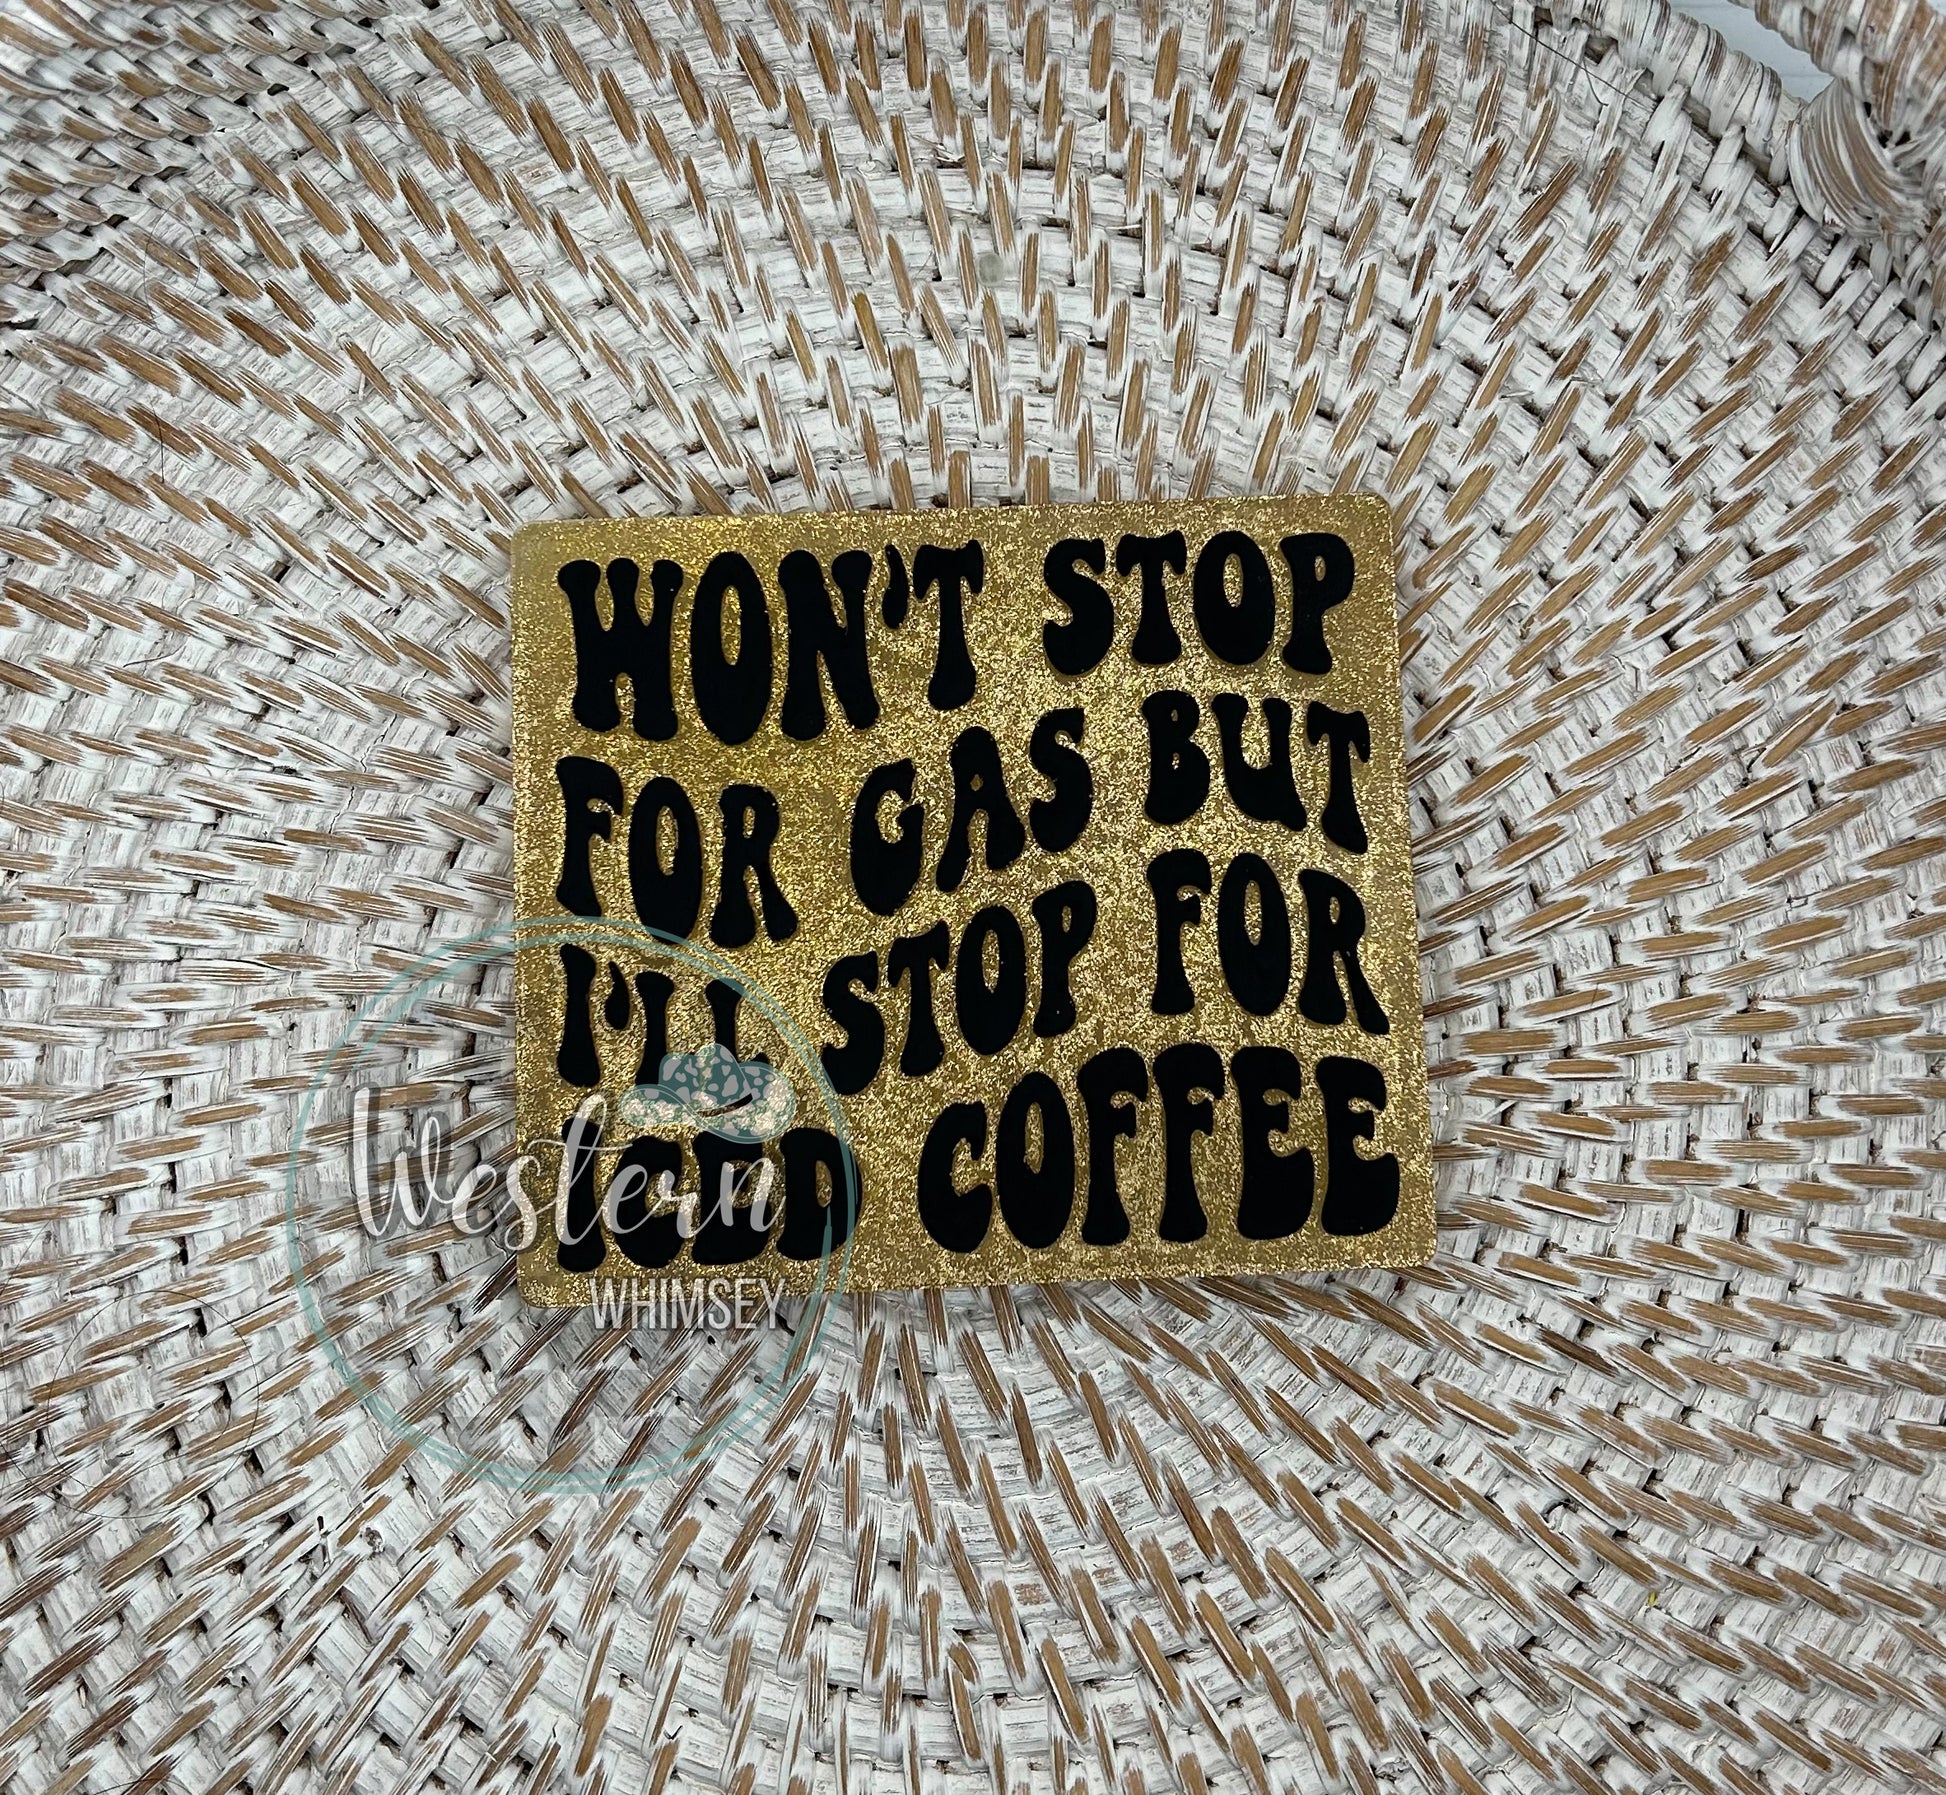 WON'T STOP
FOR GAS BUT
I'LL STOP FOR
ICED COFFEE
Western
WHIMSEY